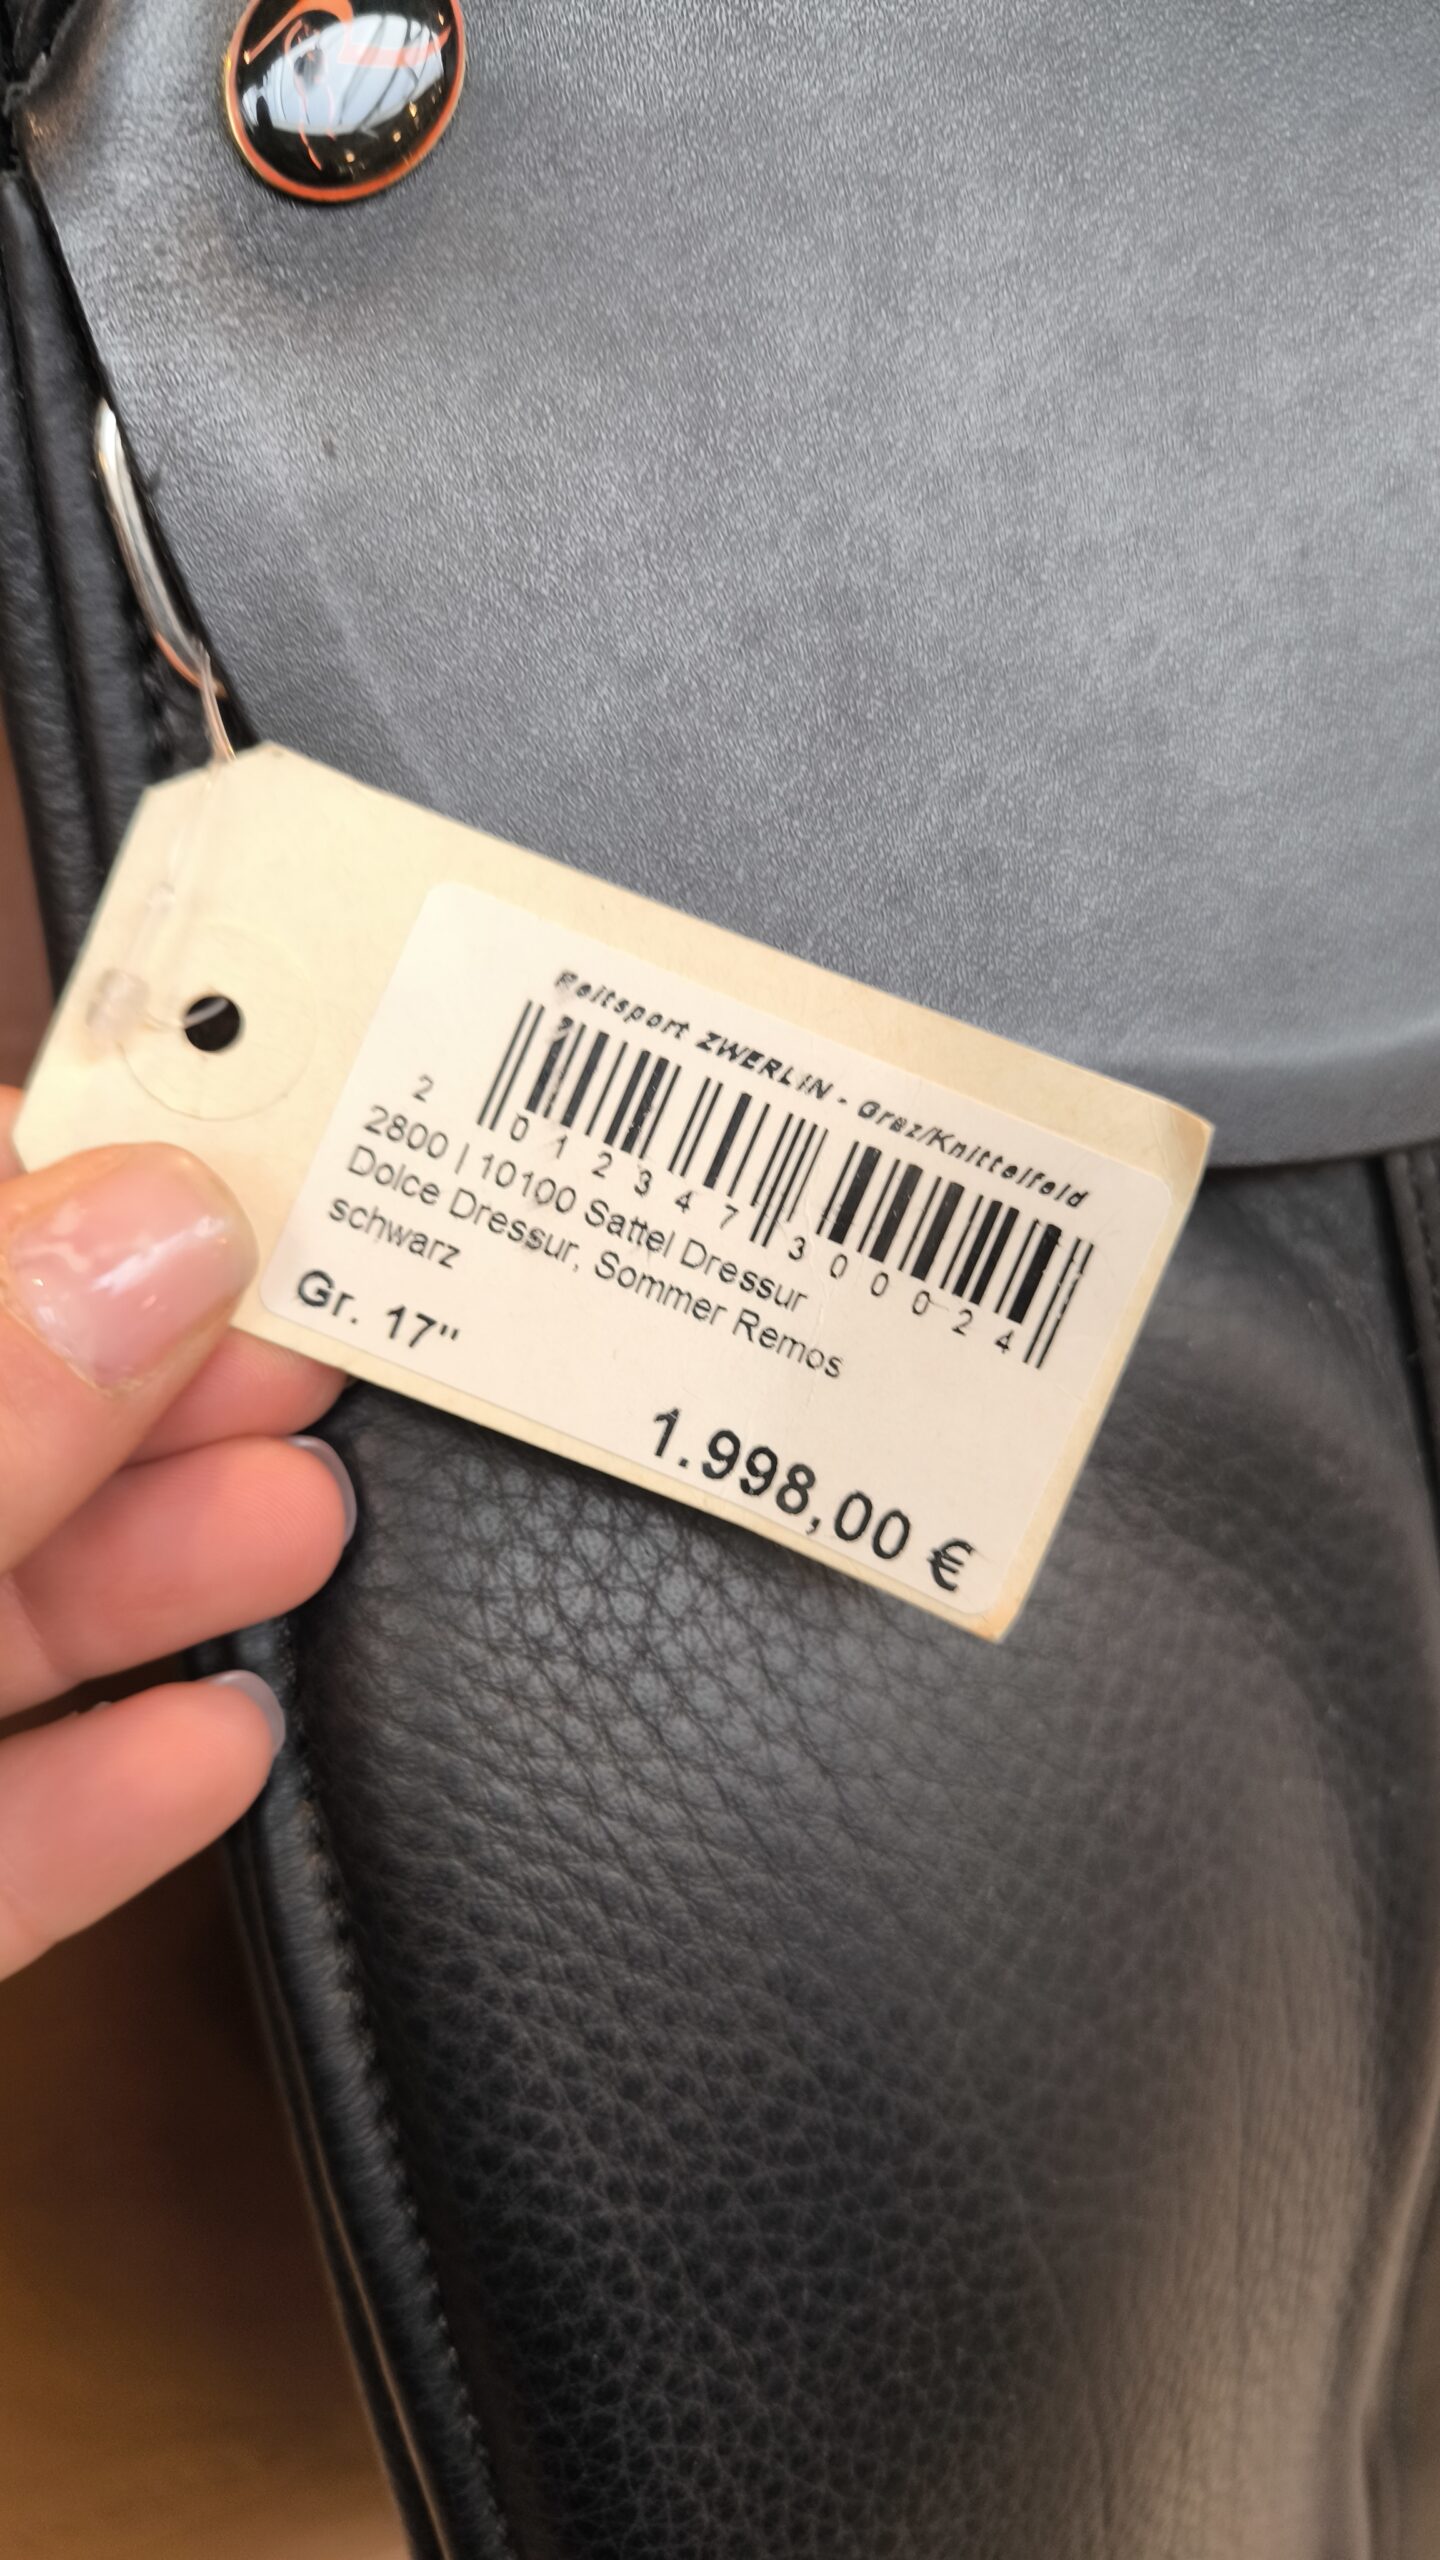 Reitsport ZWERLIN - Graz/Knittelfeld
2 012347 300024
2800 | 10100 Sattel Dressur
Dolce Dressur, Sommer Remos
schwarz
Gr. 17"
1.998,00 €